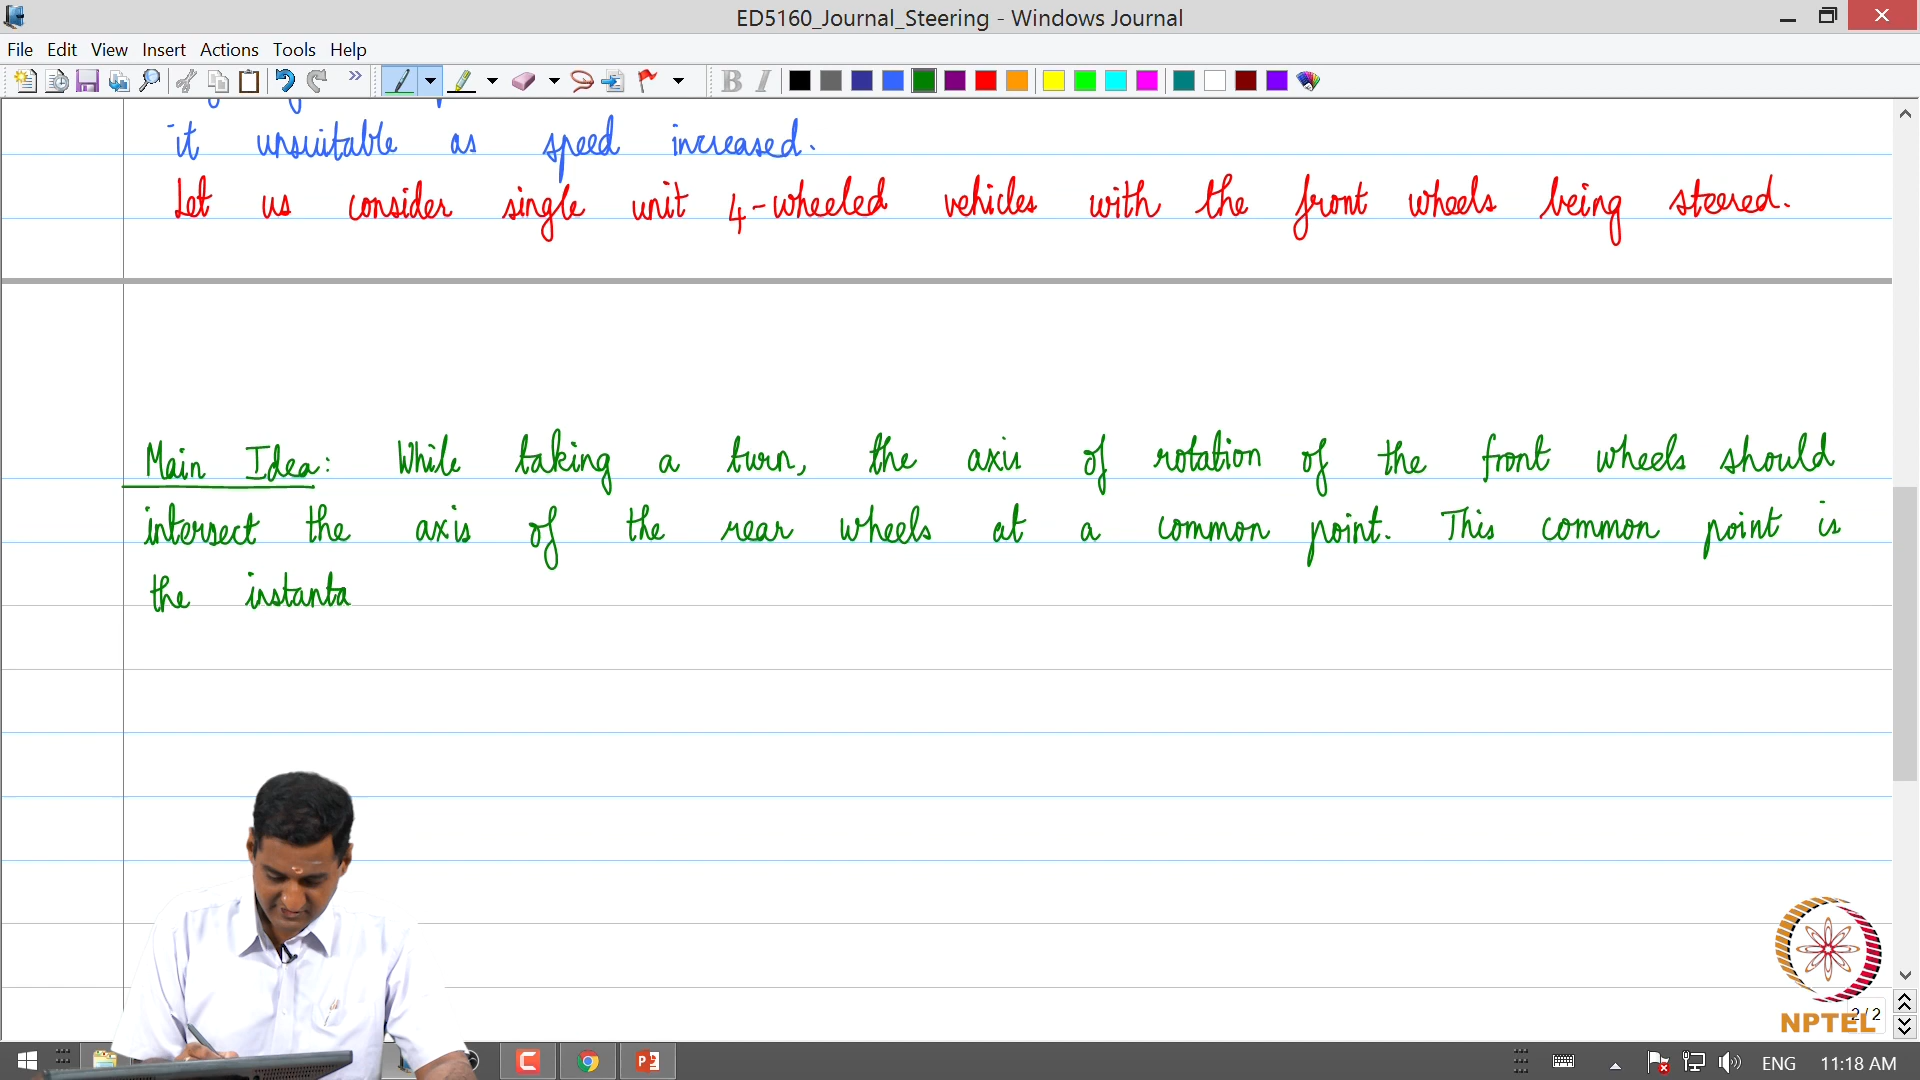 ED5160_Journal_Steering - Windows Journal
File Edit View Insert Actions Tools Help
B I
it unsuitable as speed increased.
Let us consider single unit 4-wheeled vehicles with the front wheels being steered.
Main Idea: While taking a turn, the axis of rotation of the front wheels should
intersect the axis of the rear wheels at a common point. This common point is
the instanta
2/2
NPTEL
ENG 11:18 AM